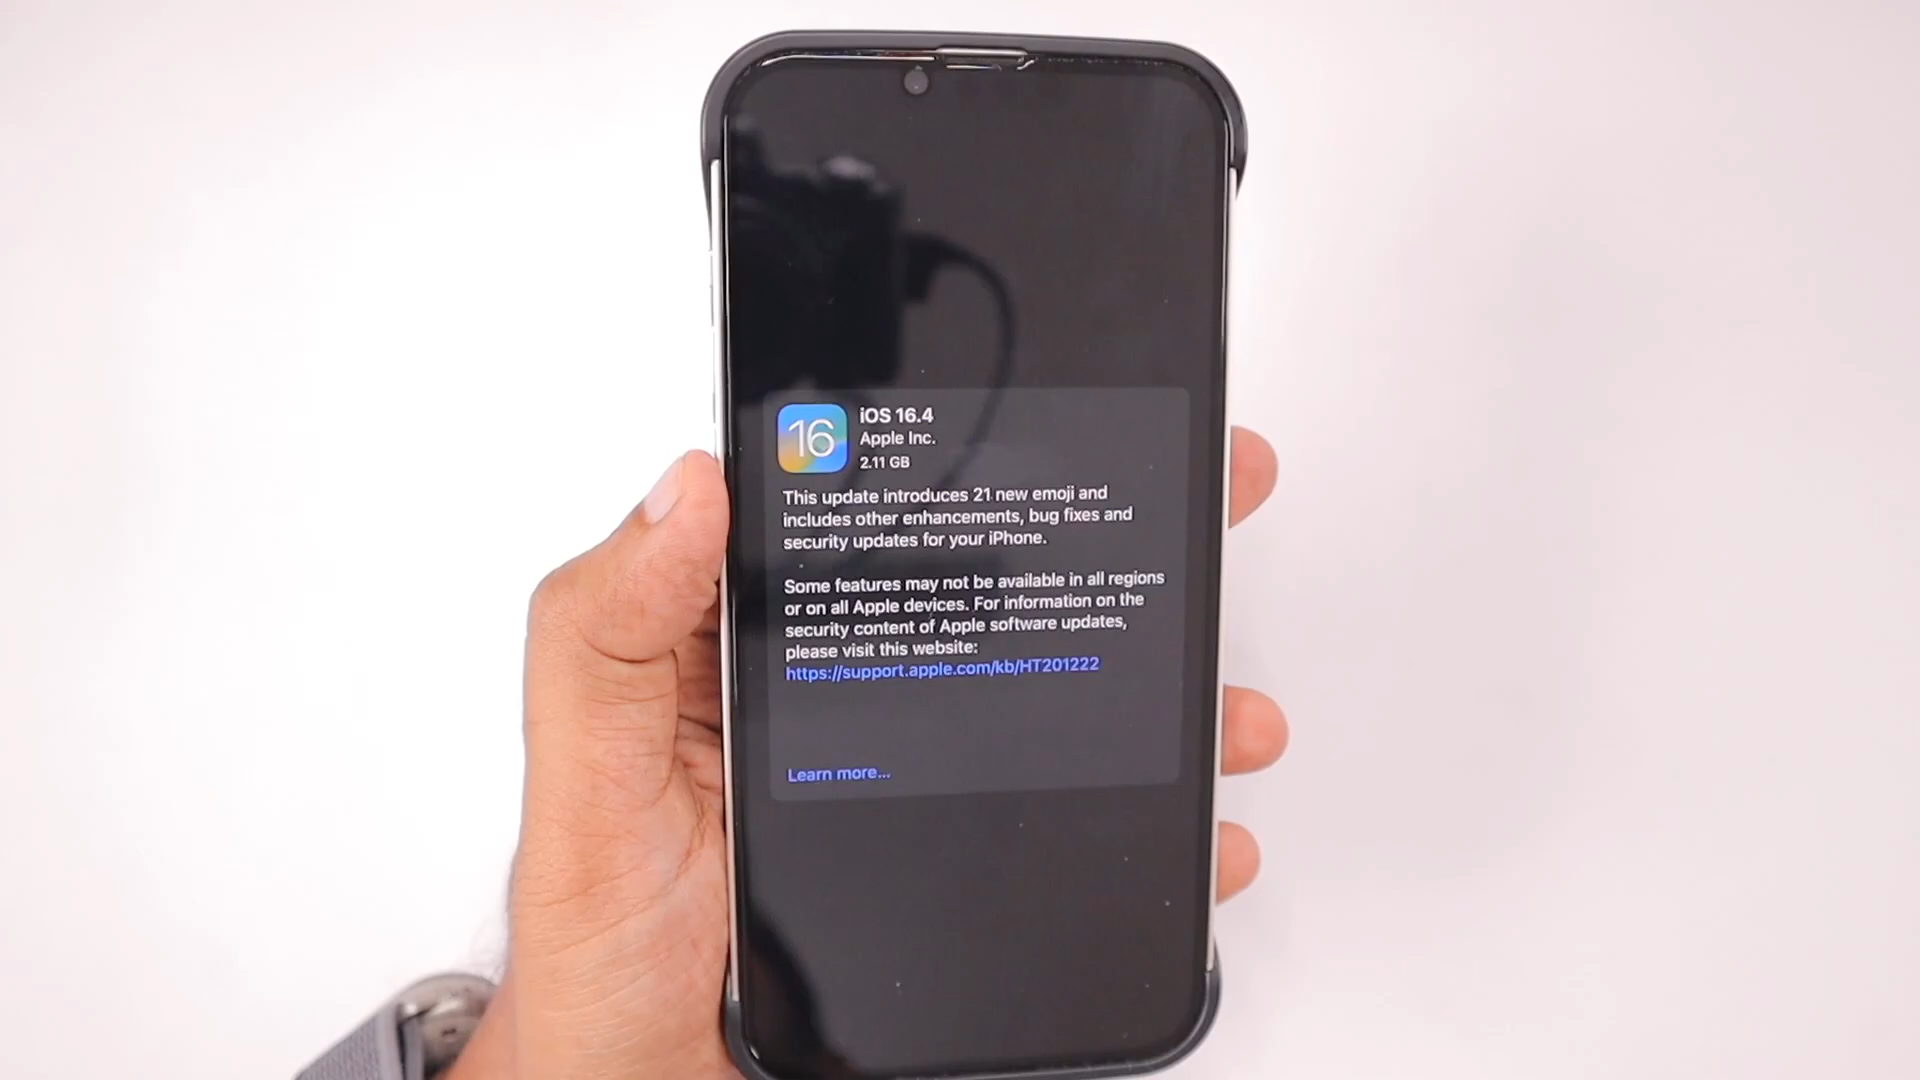 16
iOS 16.4
Apple Inc.
2.11 GB
This update introduces 21 new emoji and
includes other enhancements, bug fixes and
security updates for your iPhone.
Some features may not be available in all regions
or on all Apple devices. For information on the
security content of Apple software updates,
please visit this website:
https://support.apple.com/kb/HT201222
Learn more...